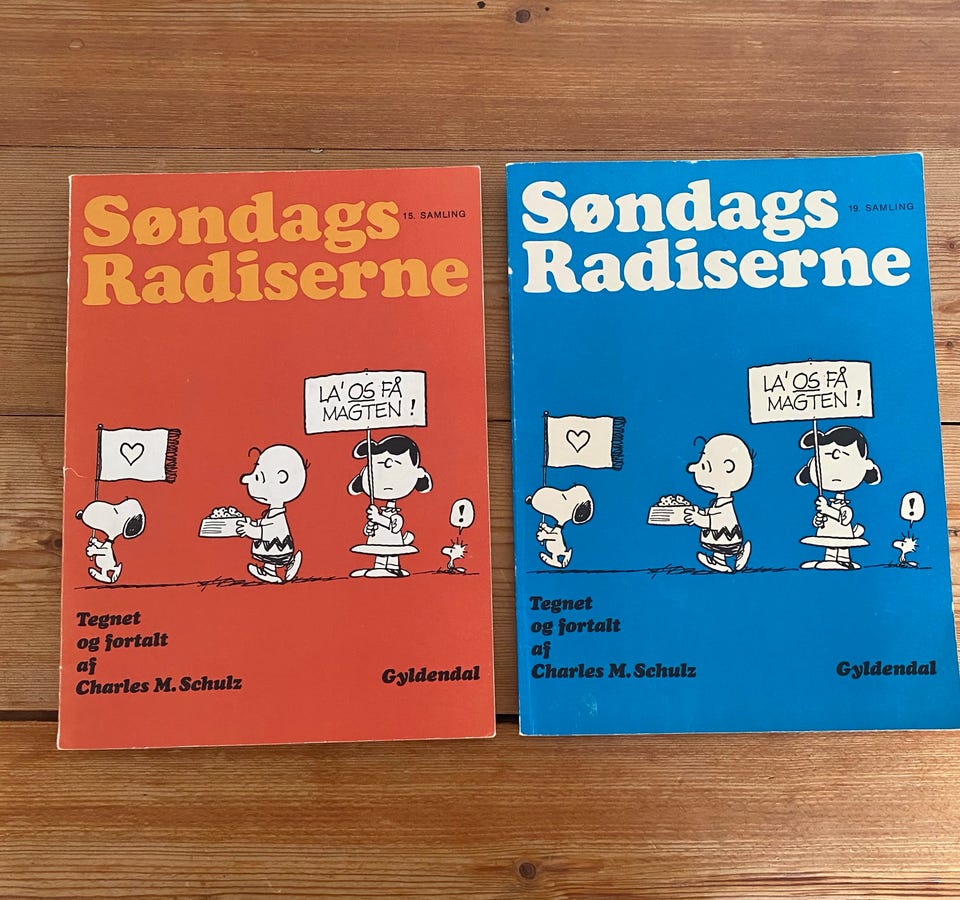 Søndags
15. SAMLING
Radiserne
LA' OS FÅ
MAGTEN !
!
Tegnet
og fortalt
af
Charles M. Schulz
Gyldendal
Søndags
19. SAMLING
Radiserne
LA' OS FÅ
MAGTEN !
!
Tegnet
og fortalt
af
Charles M. Schulz
Gyldendal